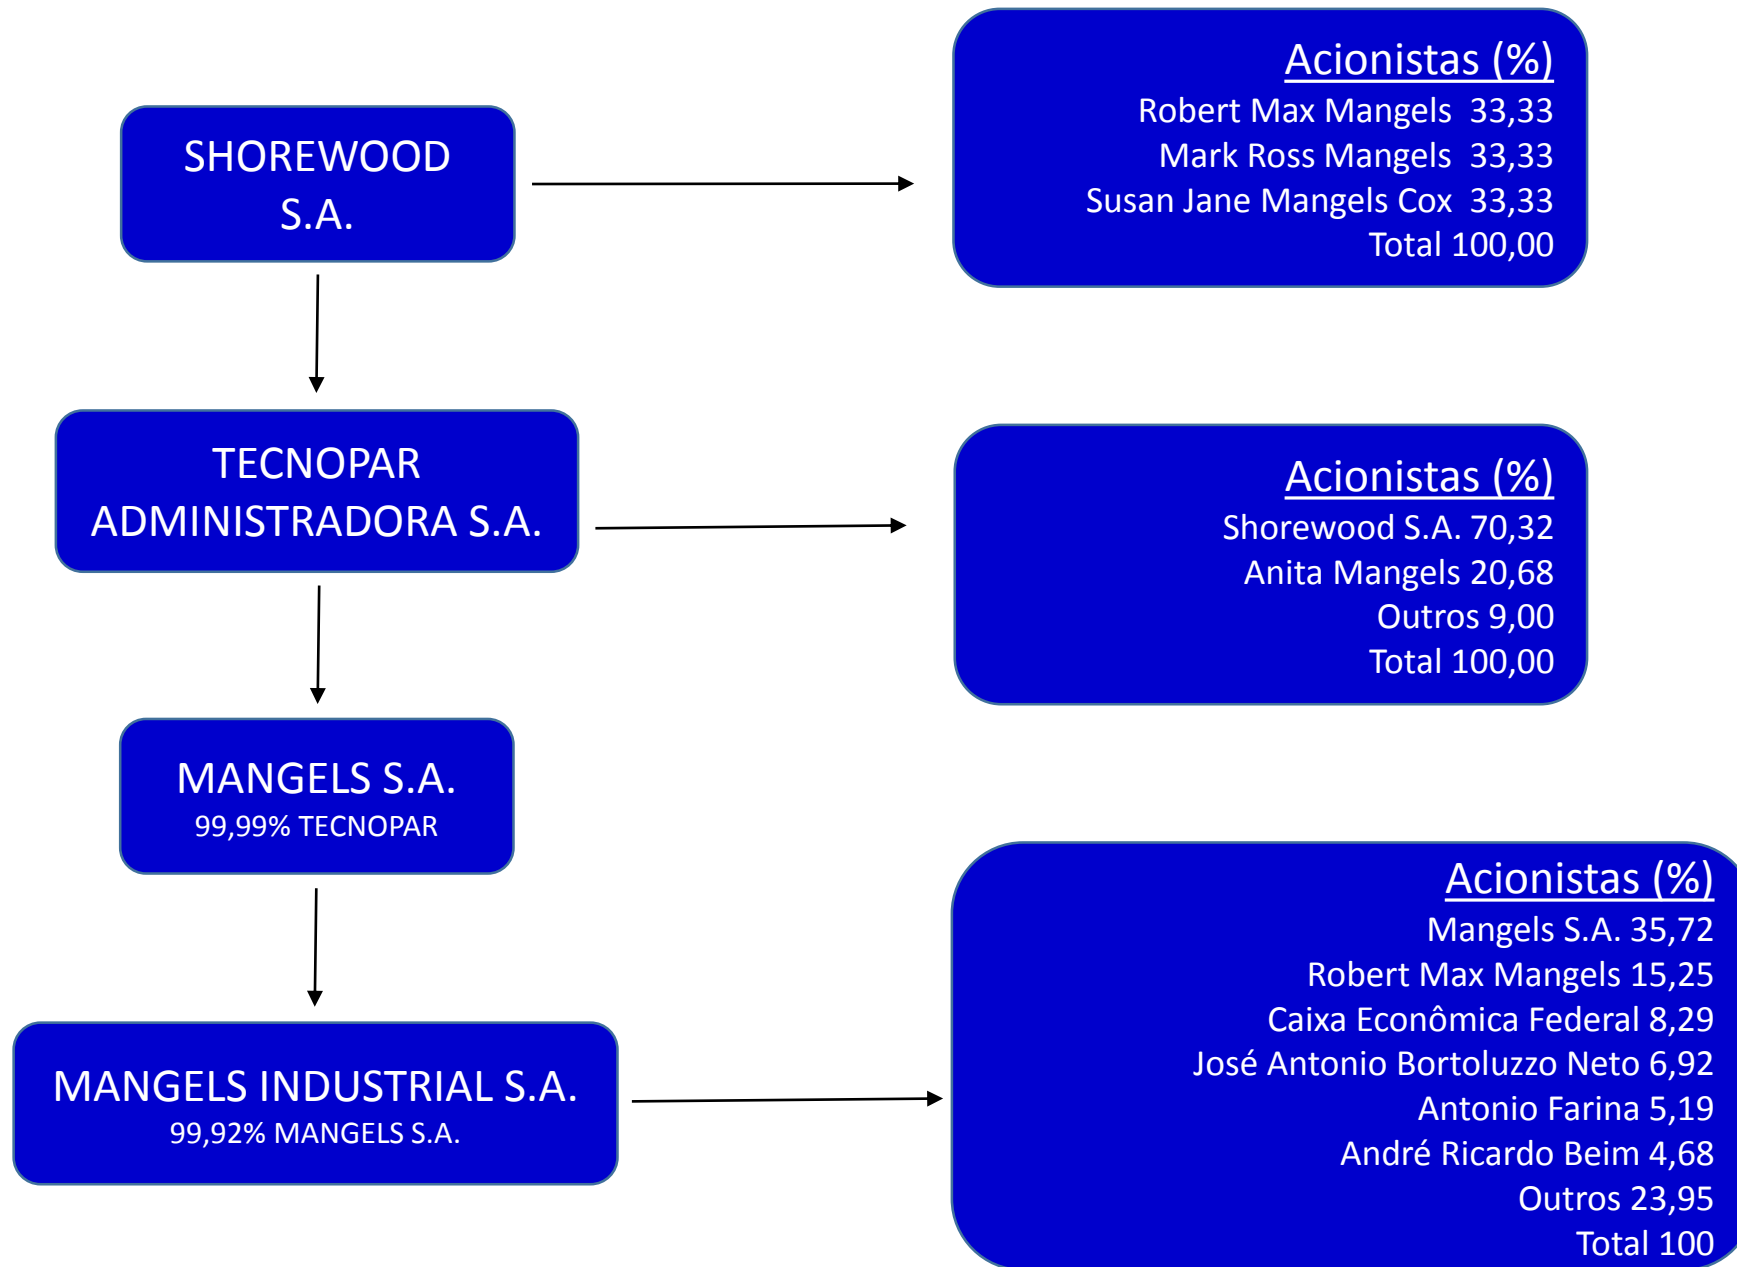 SHOREWOOD
S.A.
Acionistas (%)
Robert Max Mangels 33,33
Mark Ross Mangels 33,33
Susan Jane Mangels Cox 33,33
Total 100,00
TECNOPAR
ADMINISTRADORA S.A.
Acionistas (%)
Shorewood S.A. 70,32
Anita Mangels 20,68
Outros 9,00
Total 100,00
MANGELS S.A.
99,99% TECNOPAR
MANGELS INDUSTRIAL S.A.
99,92% MANGELS S.A.
Acionistas (%)
Mangels S.A. 35,72
Robert Max Mangels 15,25
Caixa Econômica Federal 8,29
José Antonio Bortoluzzo Neto 6,92
Antonio Farina 5,19
André Ricardo Beim 4,68
Outros 23,95
Total 100